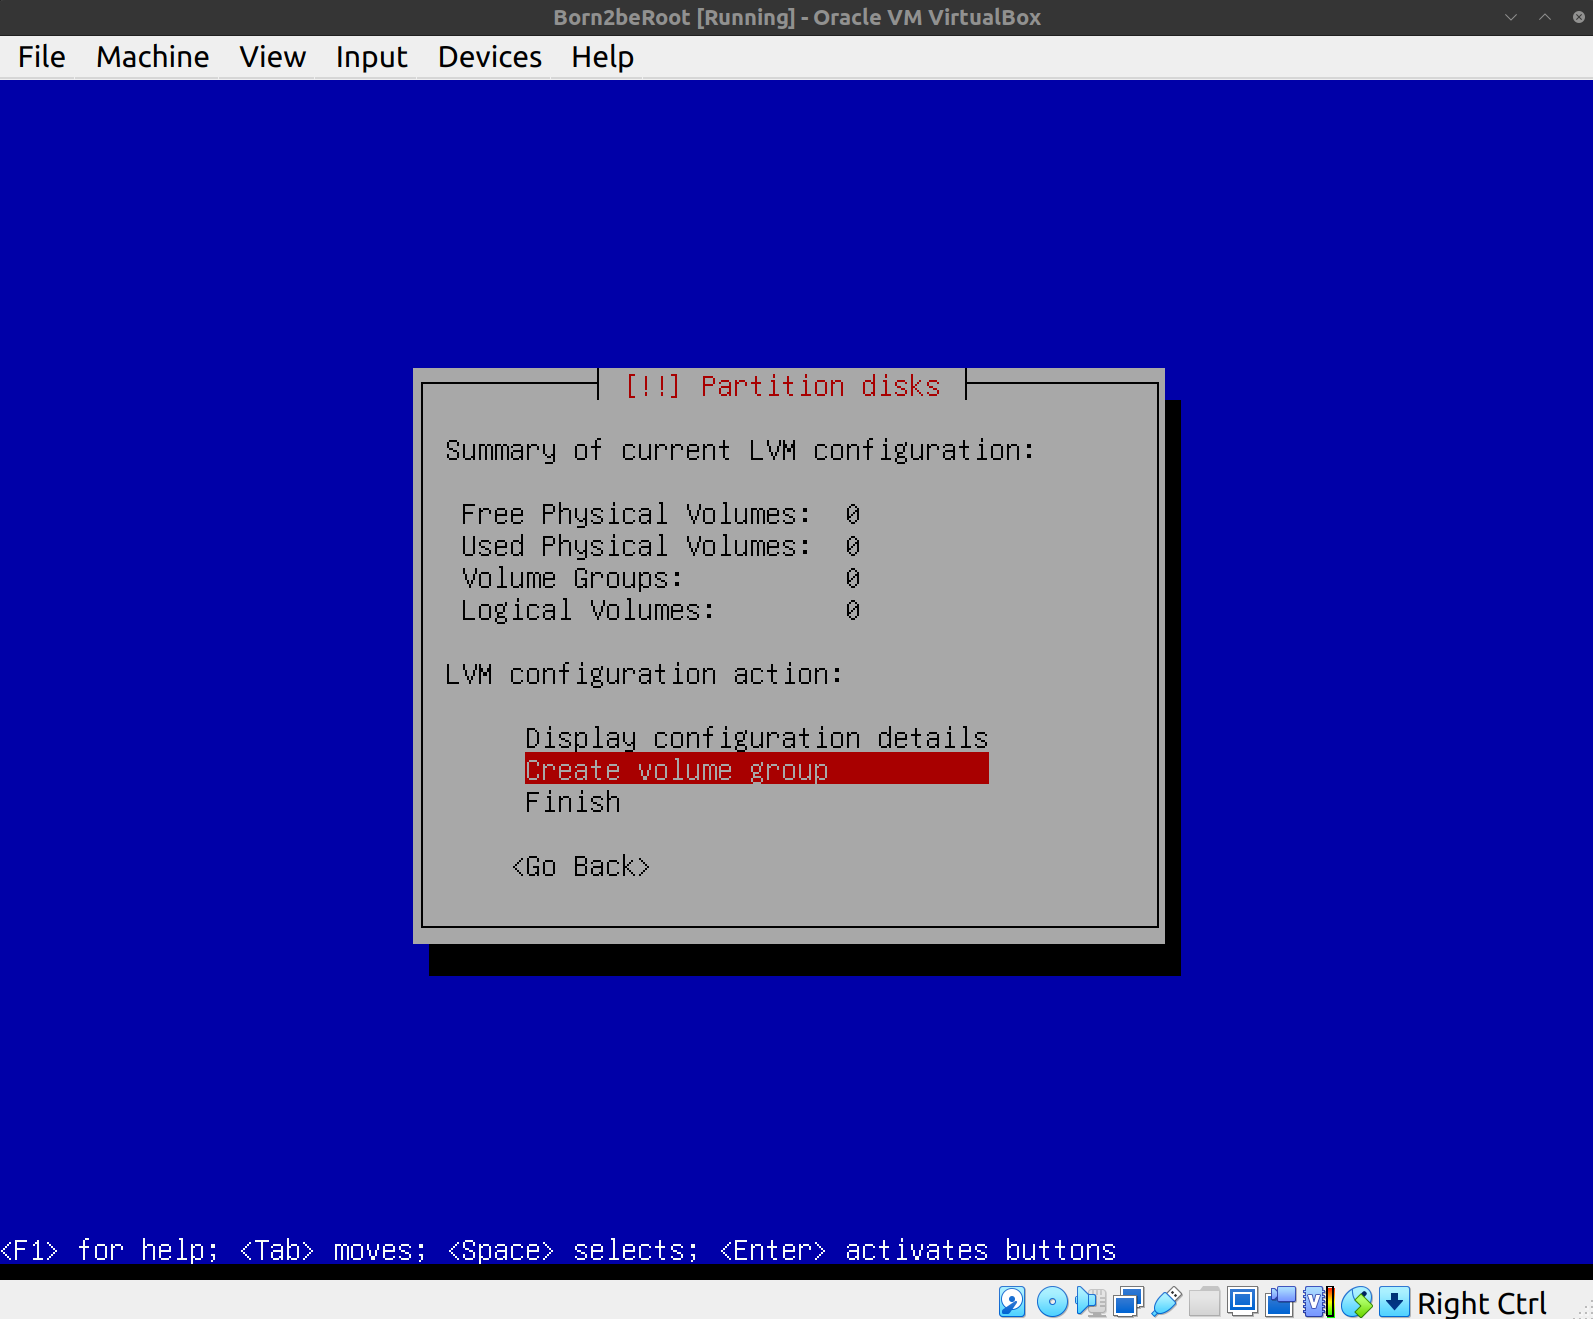 Born2beRoot [Running] - Oracle VM VirtualBox
File Machine View Input Devices Help
[!!] Partition disks
Summary of current LVM configuration:
Free Physical Volumes: 0
Used Physical Volumes: 0
Volume Groups: 0
Logical Volumes: 0
LVM configuration action:
Display configuration details
Create volume group
Finish
<Go Back>
<F1> for help; <Tab> moves; <Space> selects; <Enter> activates buttons
Right Ctrl